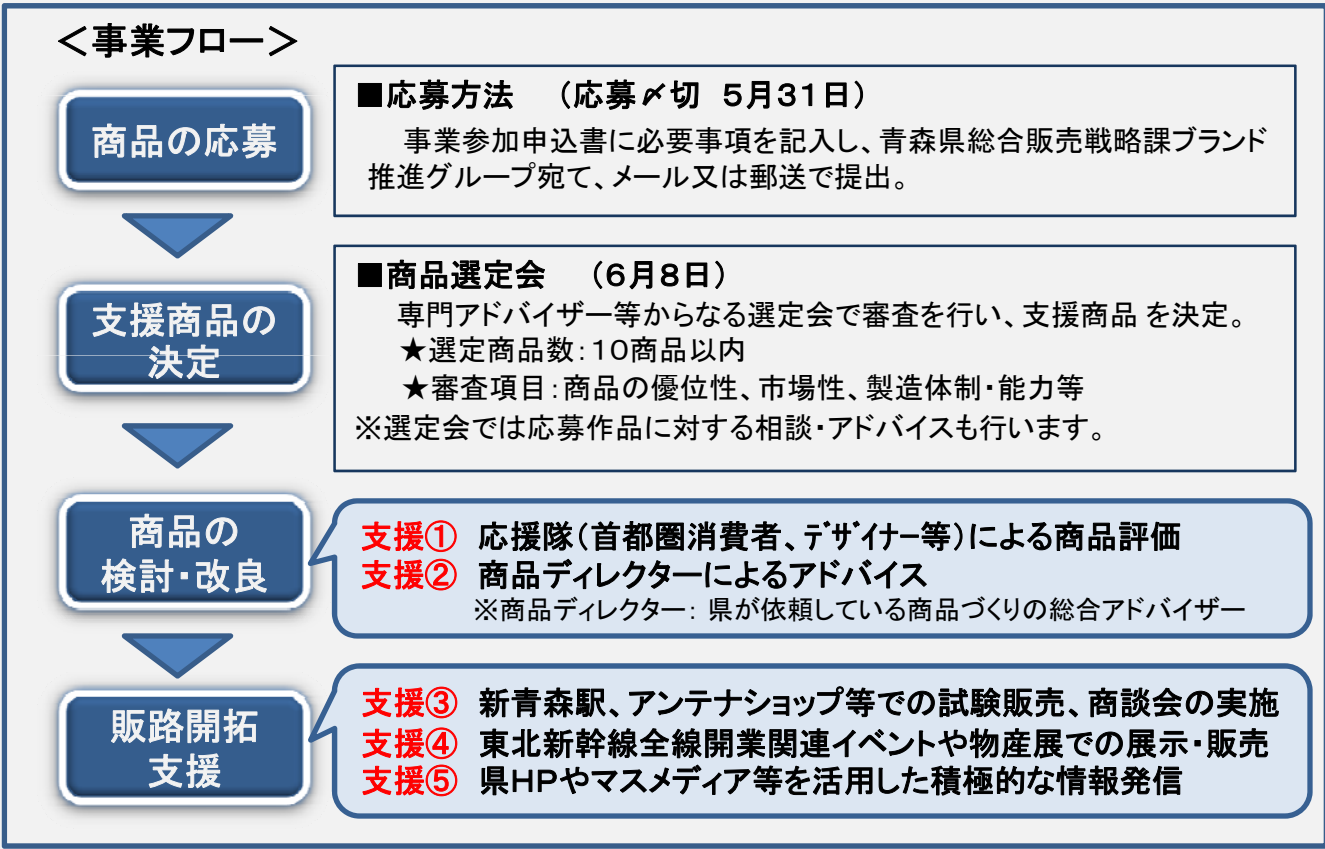 ＜事業フロー＞
商品の応募
■応募方法　（応募〆切 5月31日）
事業参加申込書に必要事項を記入し、青森県総合販売戦略課ブランド
推進グループ宛て、メール又は郵送で提出。
支援商品の
決定
■商品選定会　（6月8日）
専門アドバイザー等からなる選定会で審査を行い、支援商品 を決定。
★選定商品数：10商品以内
★審査項目：商品の優位性、市場性、製造体制・能力等
※選定会では応募作品に対する相談・アドバイスも行います。
商品の
検討・改良
支援① 応援隊（首都圏消費者、ﾃﾞｻﾞｲﾅｰ等）による商品評価
支援② 商品ディレクターによるアドバイス
※商品ディレクター： 県が依頼している商品づくりの総合アドバイザー
販路開拓
支援
支援③ 新青森駅、アンテナショップ等での試験販売、商談会の実施
支援④ 東北新幹線全線開業関連イベントや物産展での展示・販売
支援⑤ 県HPやマスメディア等を活用した積極的な情報発信